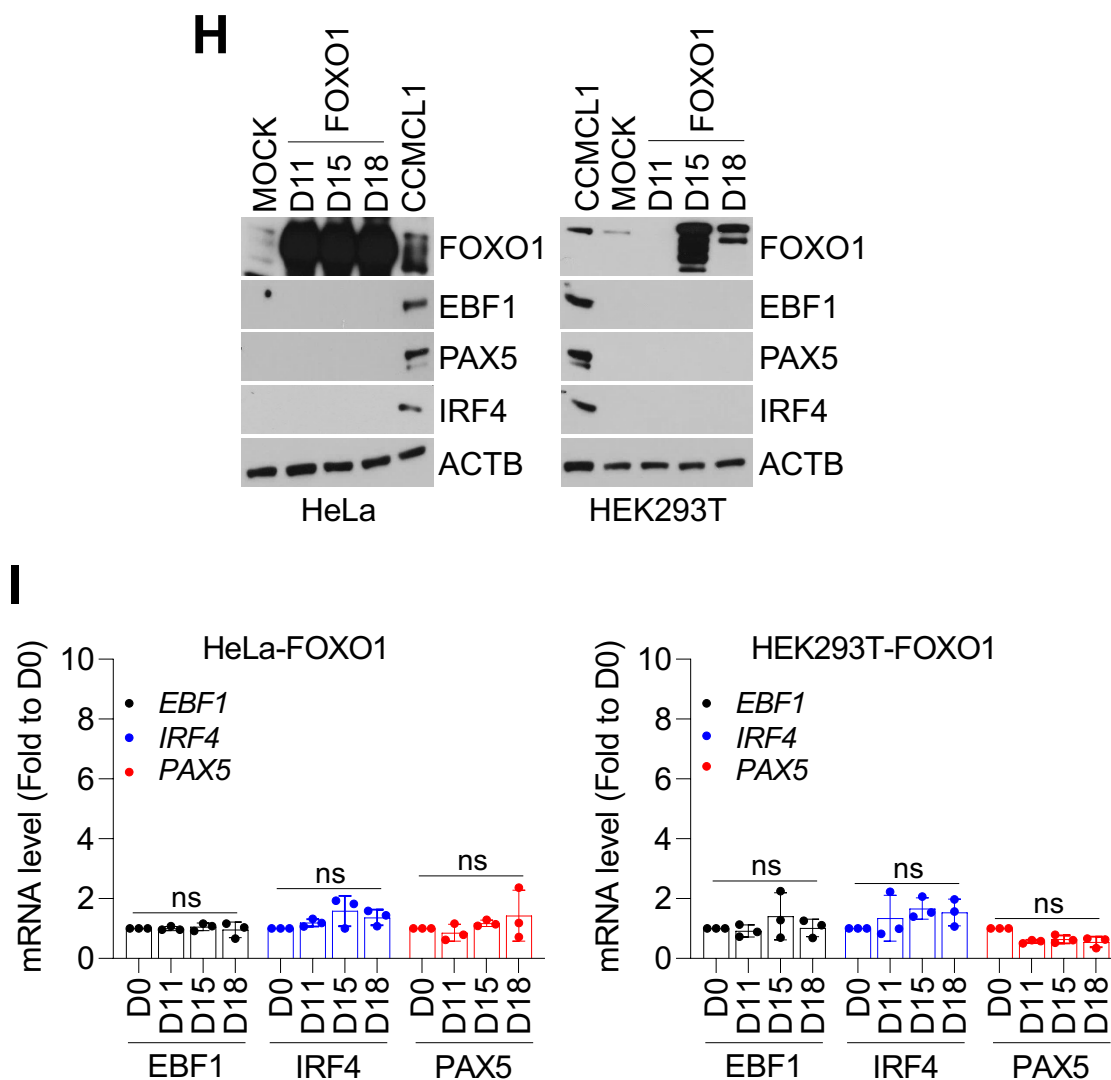 H
MOCK D11 D15 D18 CCMCL1
FOXO1
CCMCL1 MOCK D11 D15 D18
FOXO1
FOXO1
EBF1
PAX5
IRF4
ACTB
HeLa
FOXO1
EBF1
PAX5
IRF4
ACTB
HEK293T
I
HeLa-FOXO1
mRNA level (Fold to D0)
10
8
6
4
2
0
EBF1
IRF4
PAX5
ns
ns
ns
D0 D11 D15 D18 D0 D11 D15 D18 D0 D11 D15 D18
EBF1 IRF4 PAX5
HEK293T-FOXO1
mRNA level (Fold to D0)
10
8
6
4
2
0
EBF1
IRF4
PAX5
ns
ns
ns
D0 D11 D15 D18 D0 D11 D15 D18 D0 D11 D15 D18
EBF1 IRF4 PAX5